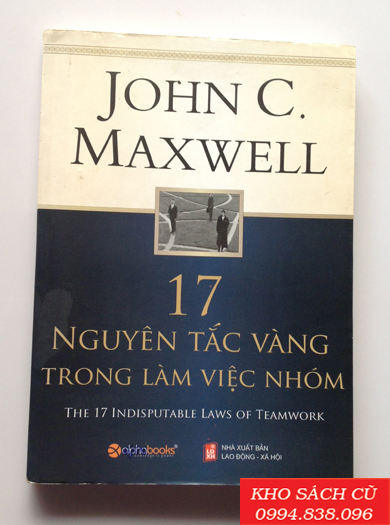 JOHN C.
MAXWELL
17
NGUYÊN TẮC VÀNG
TRONG LÀM VIỆC NHÓM
THE 17 INDISPUTABLE LAWS OF TEAMWORK
alphabooks
NHÀ XUẤT BẢN
LAO ĐỘNG - XÃ HỘI
KHO SÁCH CŨ
0994.838.096